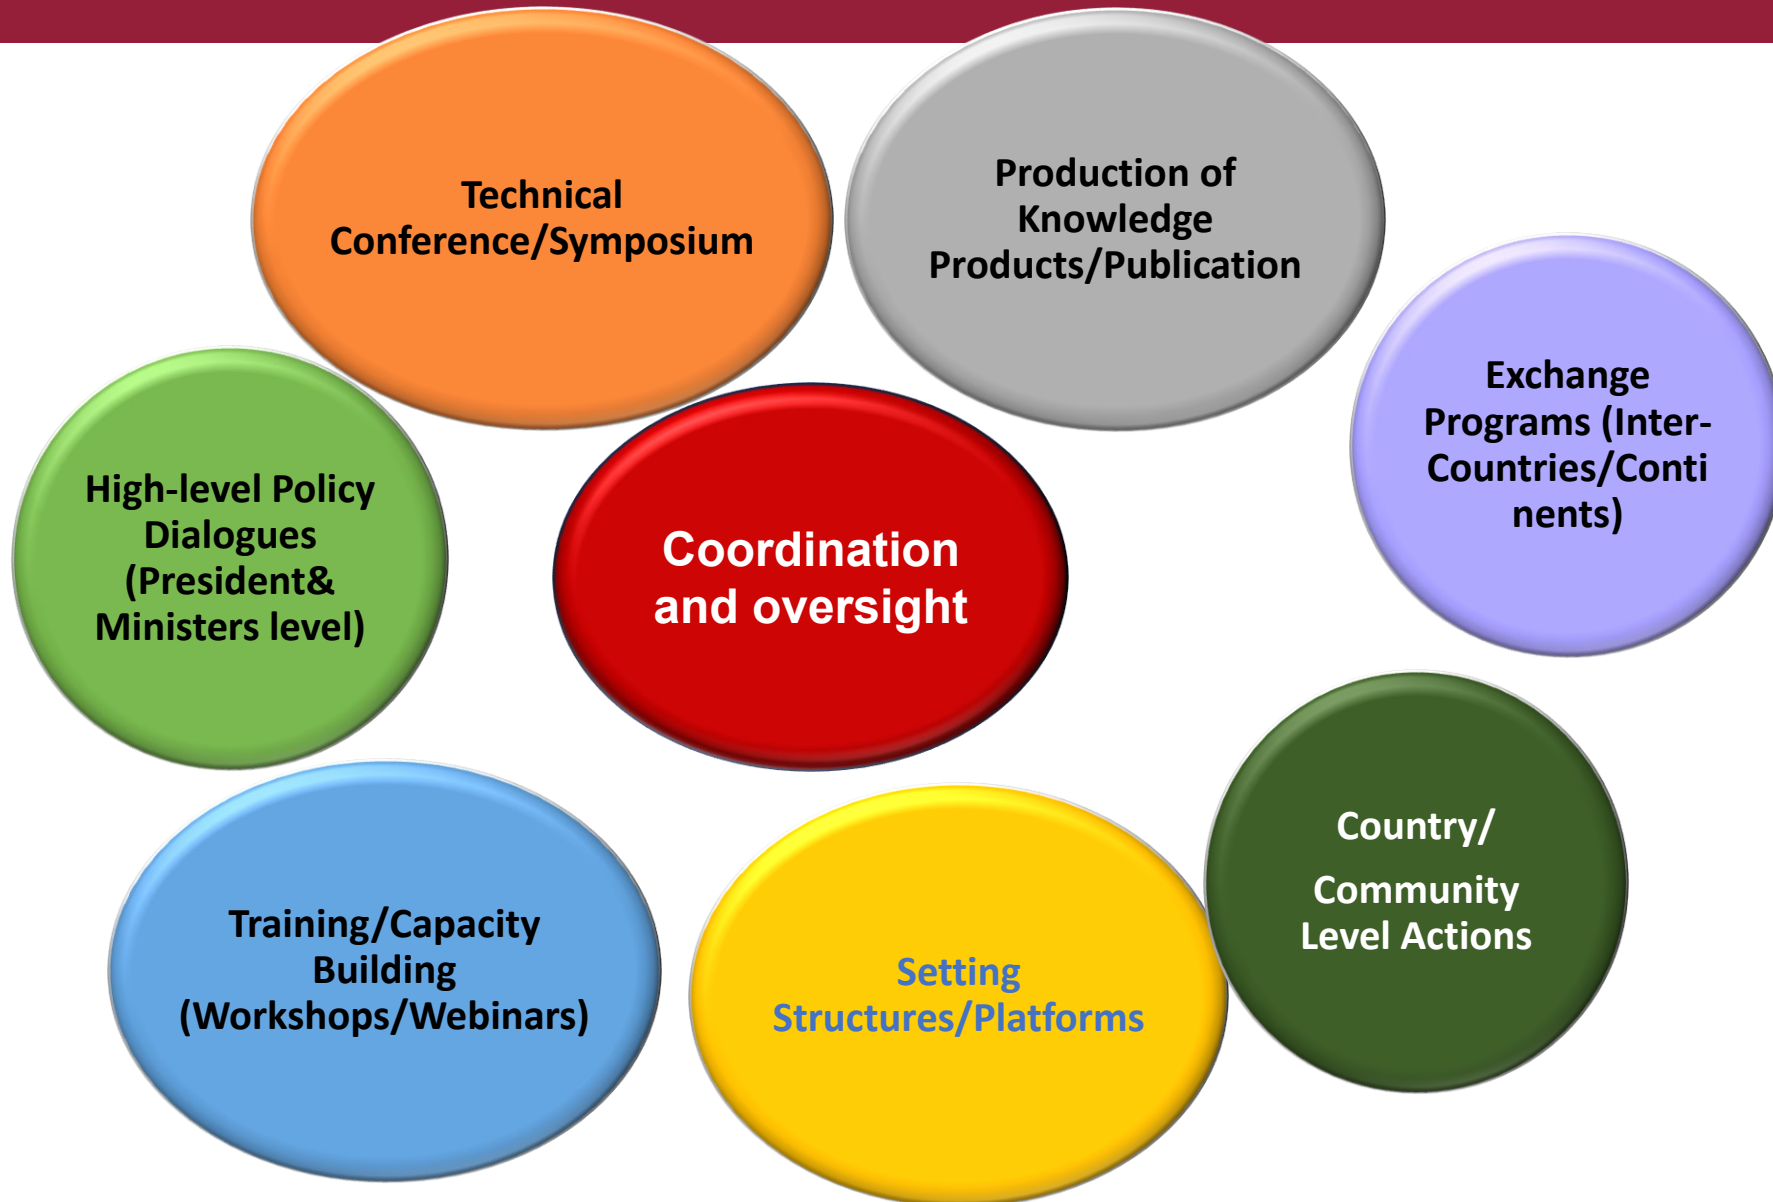 Technical
Conference/Symposium
Production of
Knowledge
Products/Publication
Exchange
Programs (Inter-
Countries/Conti
nents)
High-level Policy
Dialogues
(President&
Ministers level)
Coordination
and oversight
Country/
Community
Level Actions
Training/Capacity
Building
(Workshops/Webinars)
Setting
Structures/Platforms